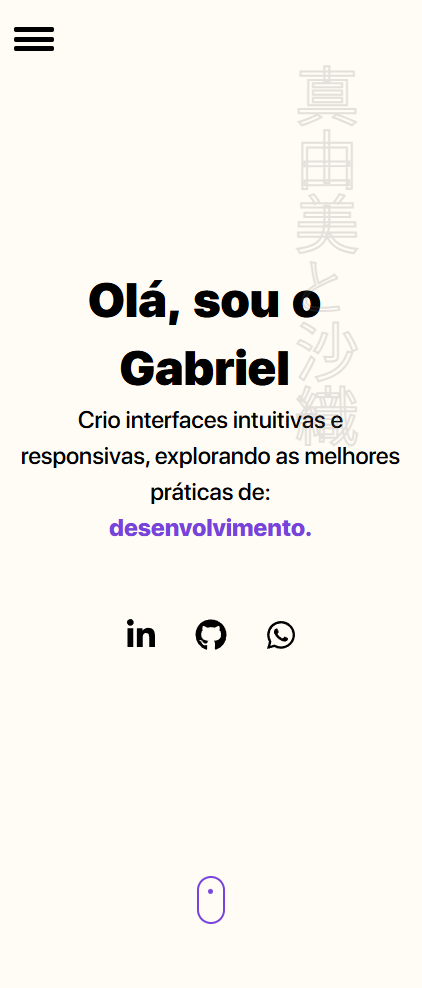 真由美と沙織
Olá, sou o
Gabriel
Crio interfaces intuitivas e
responsivas, explorando as melhores
práticas de:
desenvolvimento.
in